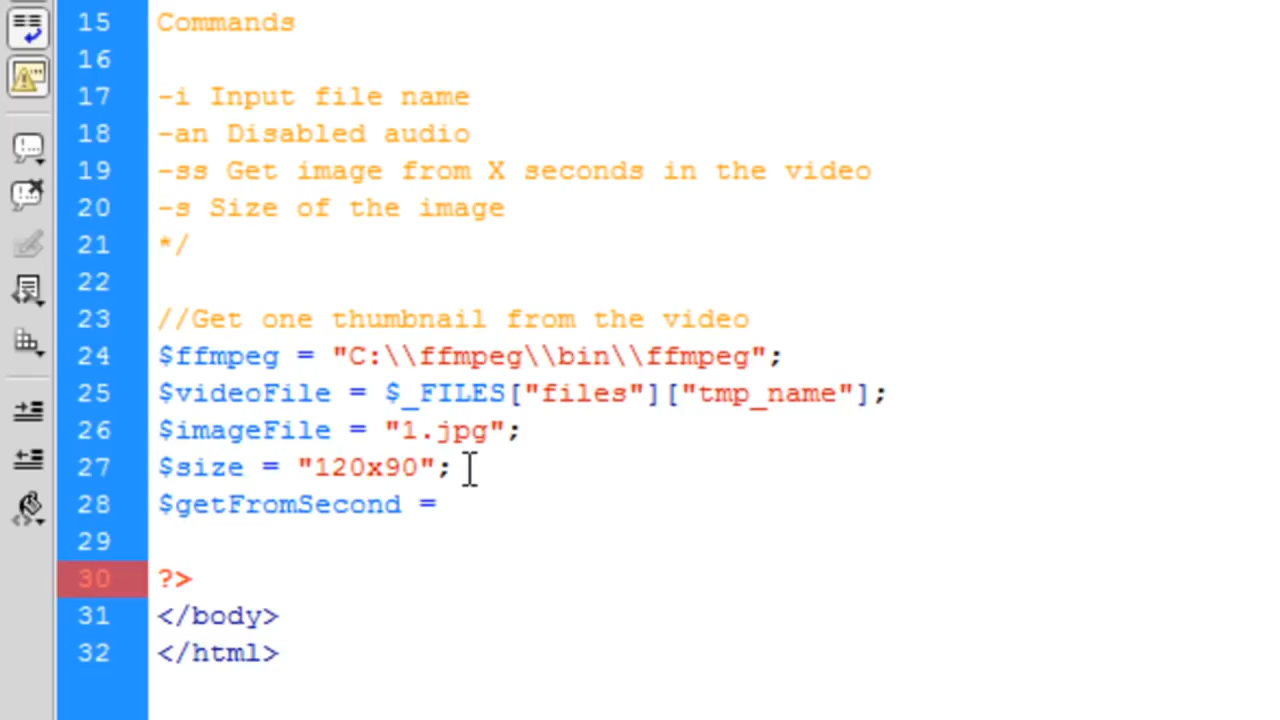 15 Commands
16
17 -i Input file name
18 -an Disabled audio
19 -ss Get image from X seconds in the video
20 -s Size of the image
21 */
22
23 //Get one thumbnail from the video
24 $ffmpeg = "C:\\ffmpeg\\bin\\ffmpeg";
25 $videoFile = $_FILES["files"]["tmp_name"];
26 $imageFile = "1.jpg";
27 $size = "120x90";
28 $getFromSecond =
29
30 ?>
31 </body>
32 </html>